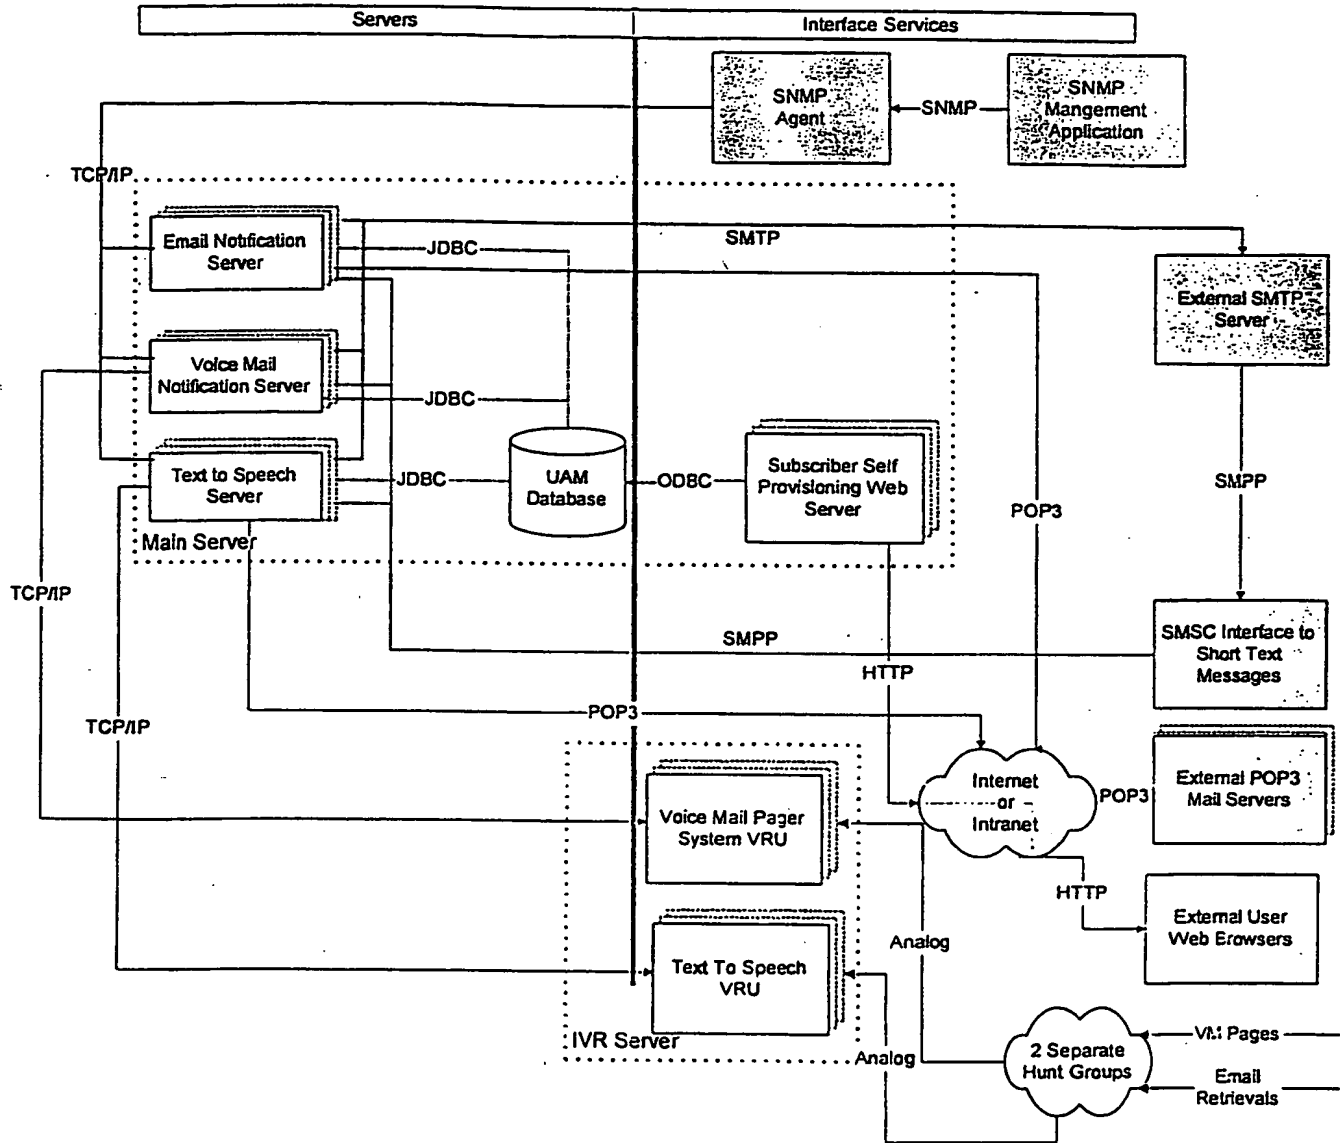 Servers
Interface Services
SNMP
Agent
SNMP
SNMP
Mangement
Application
TCP/IP
Email Notification
Server
JDBC
SMTP
External SMTP
Server
Voice Mail
Notification Server
JDBC
Text to Speech
Server
JDBC
UAM
Database
ODBC
Subscriber Self
Provisioning Web
Server
POP3
SMPP
Main Server
TCP/IP
SMPP
SMSC Interface to
Short Text
Messages
HTTP
TCP/IP
POP3
Internet
or
Intranet
POP3
External POP3
Mail Servers
Voice Mail Pager
System VRU
HTTP
External User
Web Browsers
Analog
Text To Speech
VRU
IVR Server
Analog
2 Separate
Hunt Groups
VM Pages
Email
Retrievals